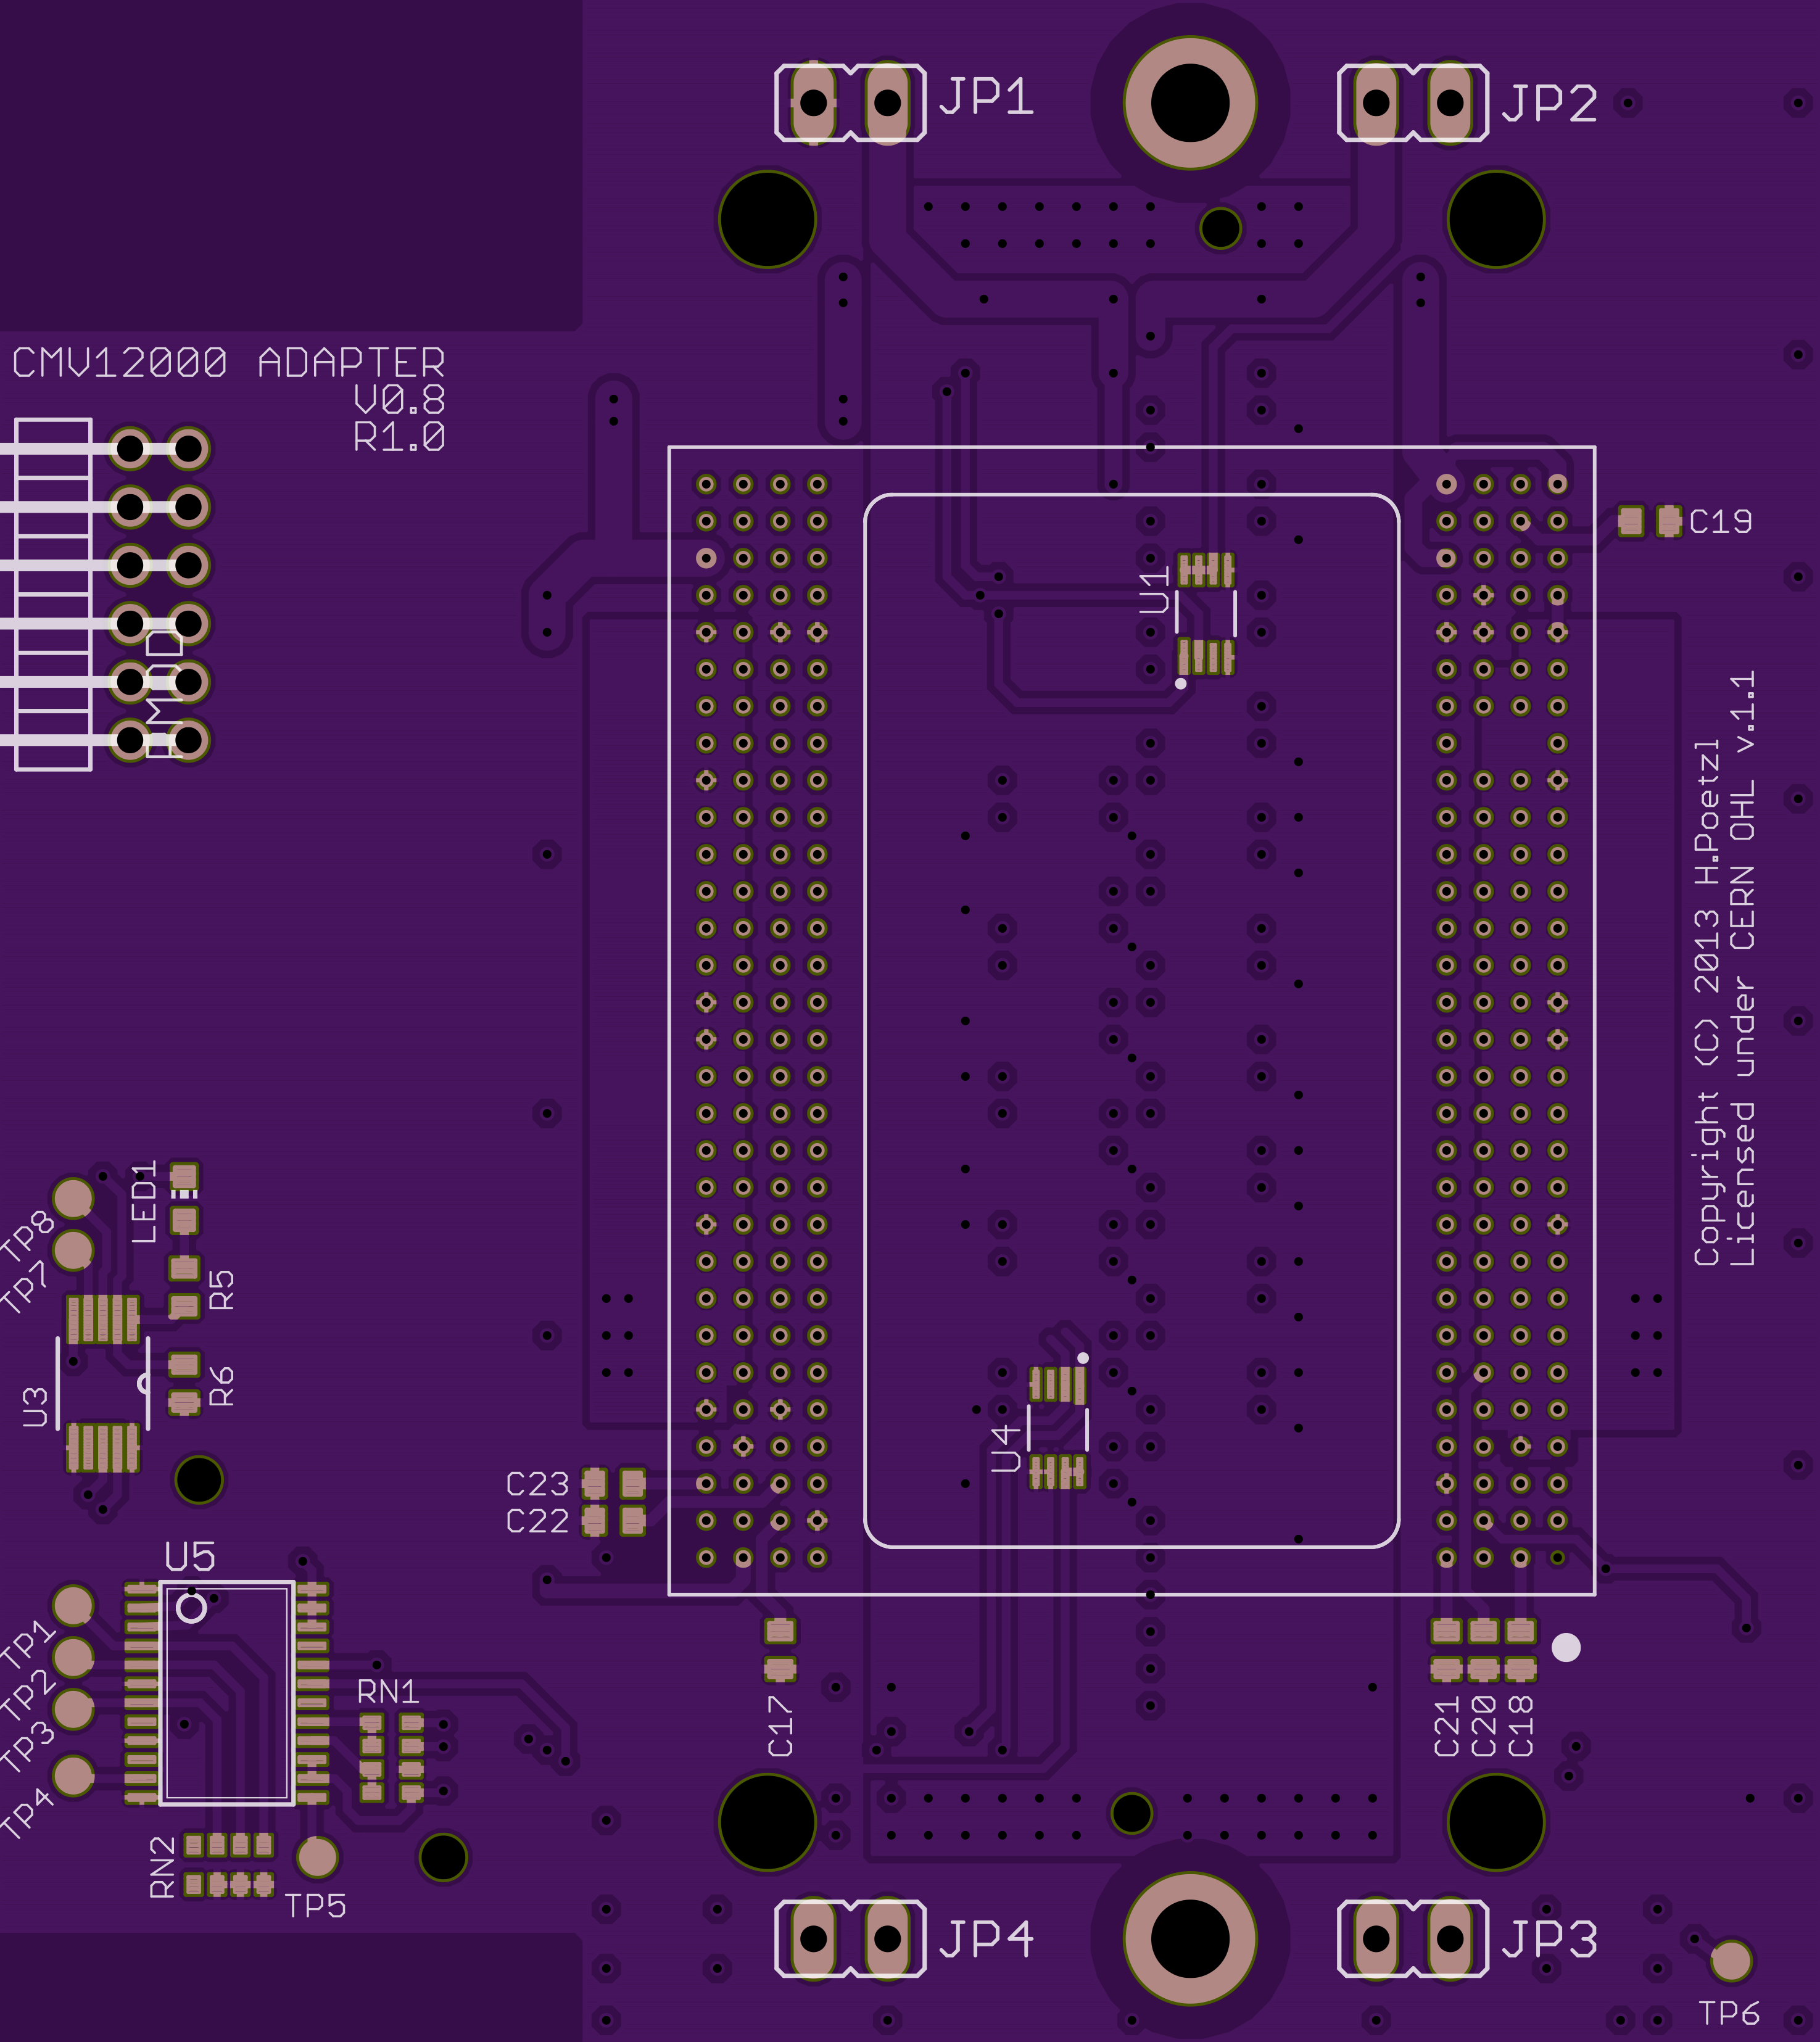 JP1
JP2
CMV12000 ADAPTER
V0.8
R1.0
C19
U1
PMOD
Copyright (C) 2013 H.Poetzl
Licensed under CERN OHL v.1.1
LED1
TP8
TP7
R5
R6
U3
U4
C23
C22
U5
TP1
TP2
TP3
TP4
RN1
C17
C21
C20
C18
RN2
TP5
JP4
JP3
TP6